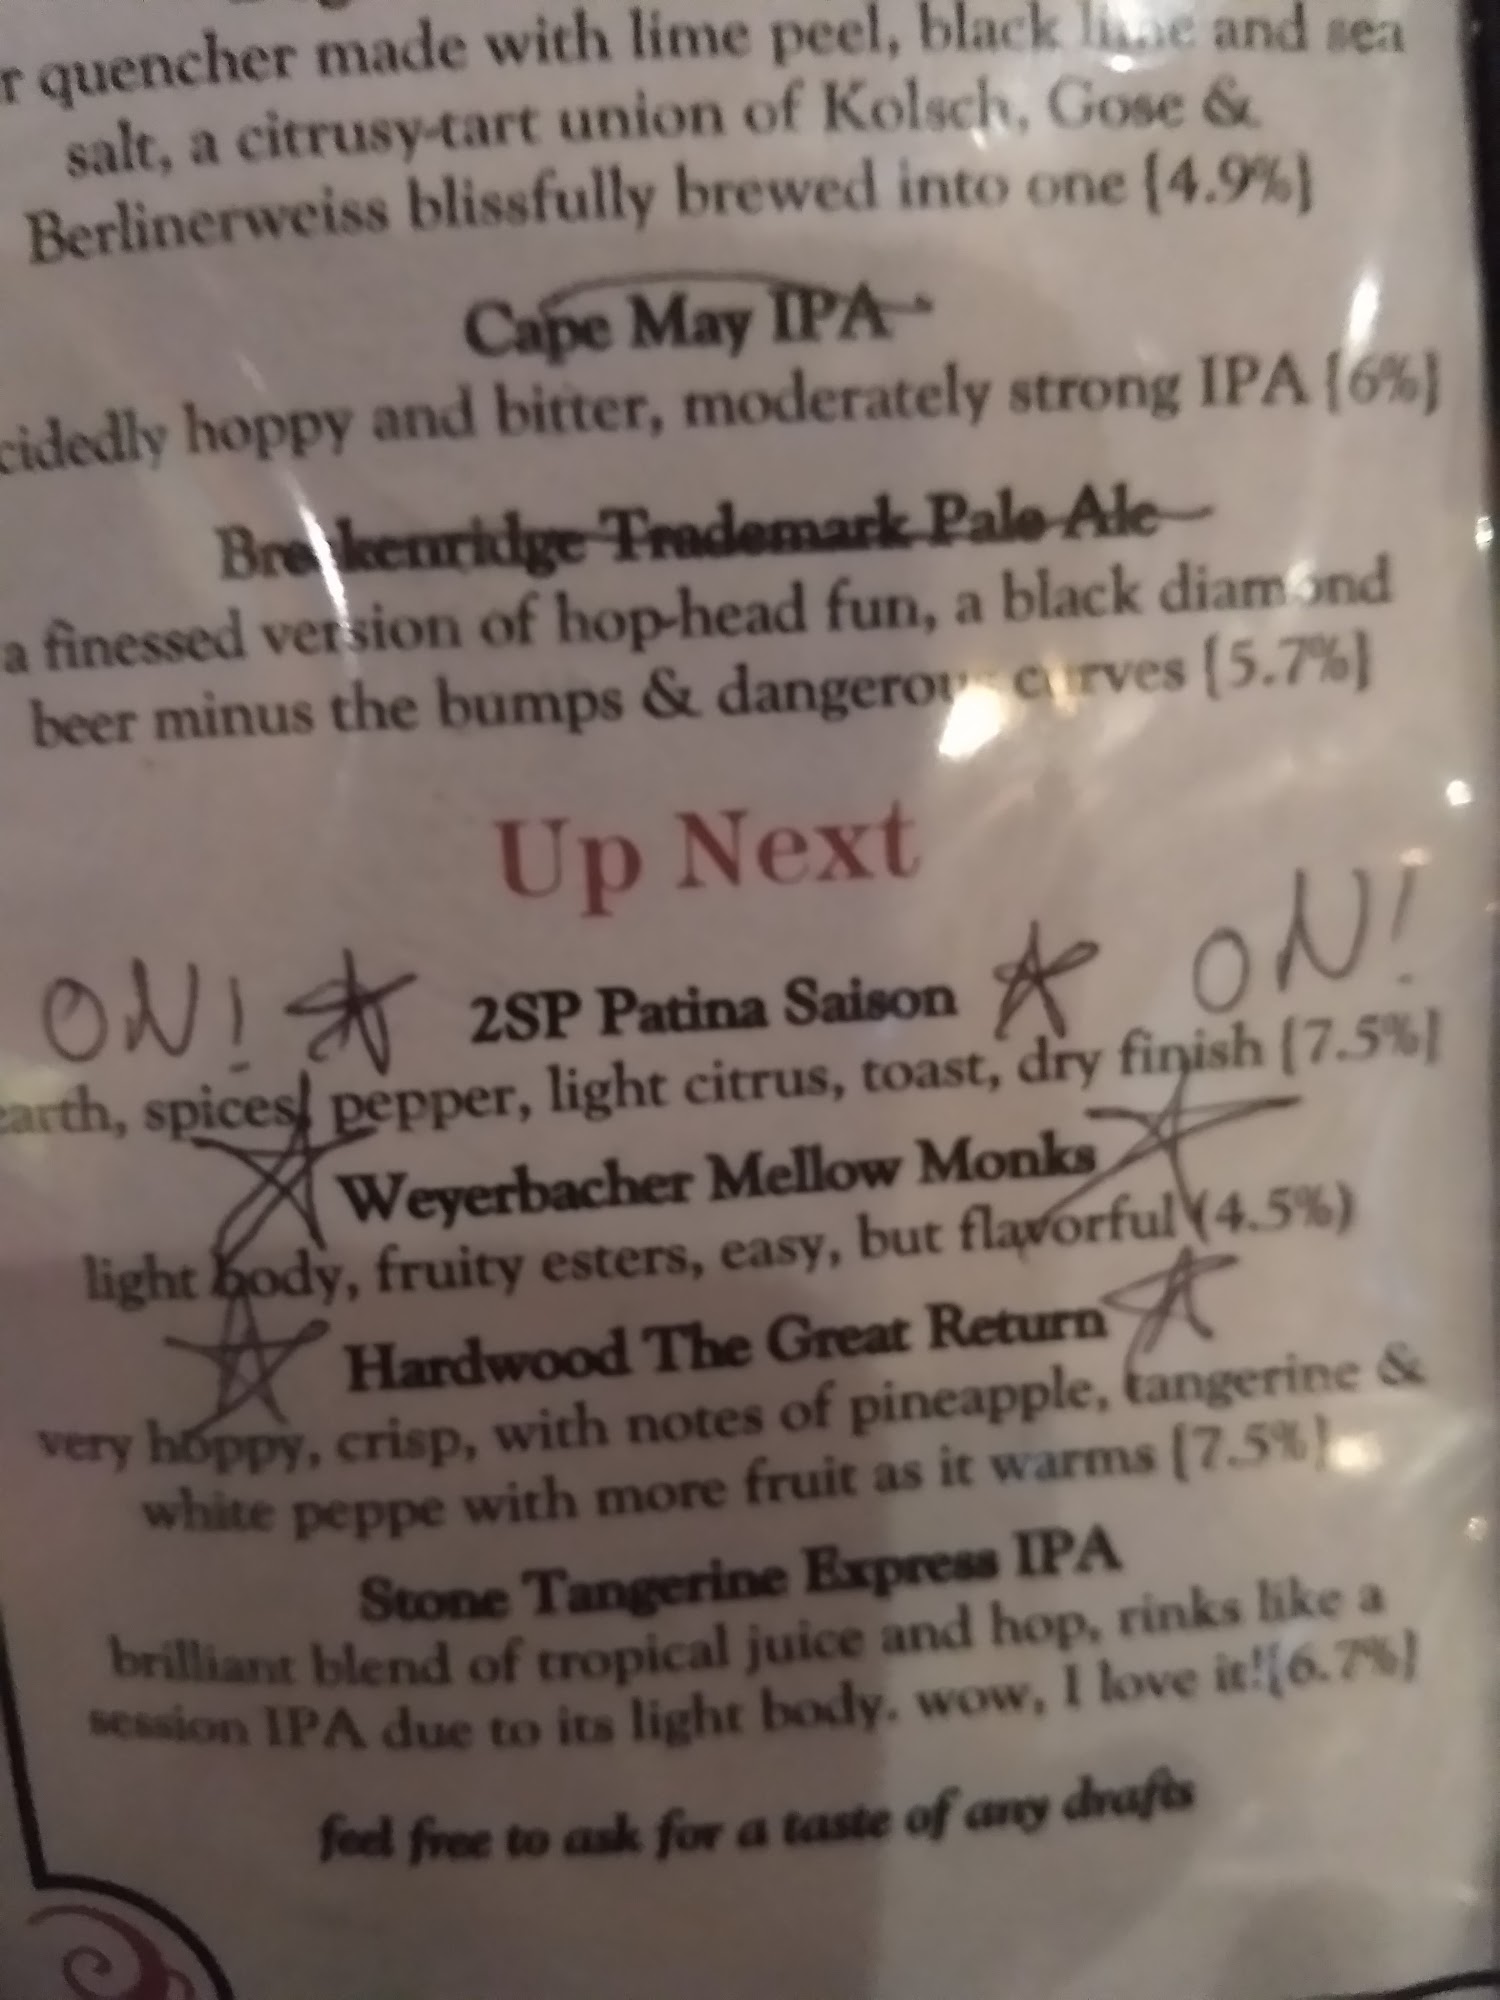 r quencher made with lime peel, black lime and sea
salt, a citrusy-tart union of Kolsch, Gose &
Berlinerweiss blissfully brewed into one {4.9%}
Cape May IPA
cidedly hoppy and bitter, moderately strong IPA {6%}
Breckenridge Trademark Pale Ale
a finessed version of hop-head fun, a black diamond
beer minus the bumps & dangerous curves {5.7%}
Up Next
ON! 2SP Patina Saison ON!
earth, spices, pepper, light citrus, toast, dry finish {7.5%}
Weyerbacher Mellow Monks
light body, fruity esters, easy, but flavorful (4.5%)
Hardwood The Great Return
very hoppy, crisp, with notes of pineapple, tangerine &
white peppe with more fruit as it warms {7.5%}
Stone Tangerine Express IPA
brilliant blend of tropical juice and hop, rinks like a
session IPA due to its light body. wow, I love it!{6.7%}
feel free to ask for a taste of any drafts